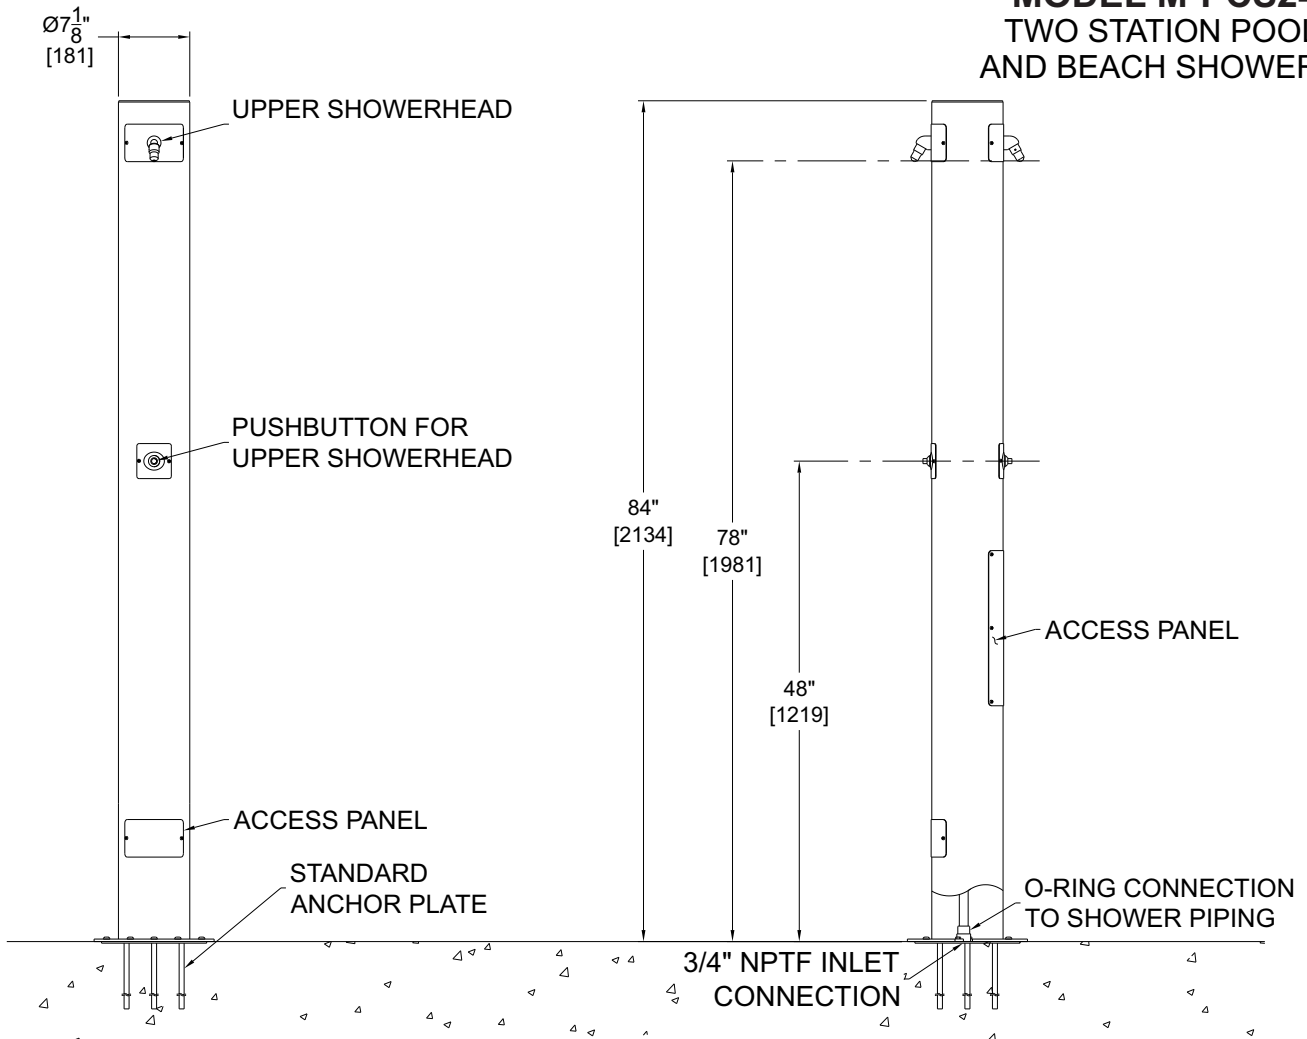 TWO STATION POOL
AND BEACH SHOWER
Ø7 1/8"
[181]
UPPER SHOWERHEAD
PUSHBUTTON FOR
UPPER SHOWERHEAD
84"
[2134]
78"
[1981]
48"
[1219]
ACCESS PANEL
ACCESS PANEL
STANDARD
ANCHOR PLATE
O-RING CONNECTION
TO SHOWER PIPING
3/4" NPTF INLET
CONNECTION